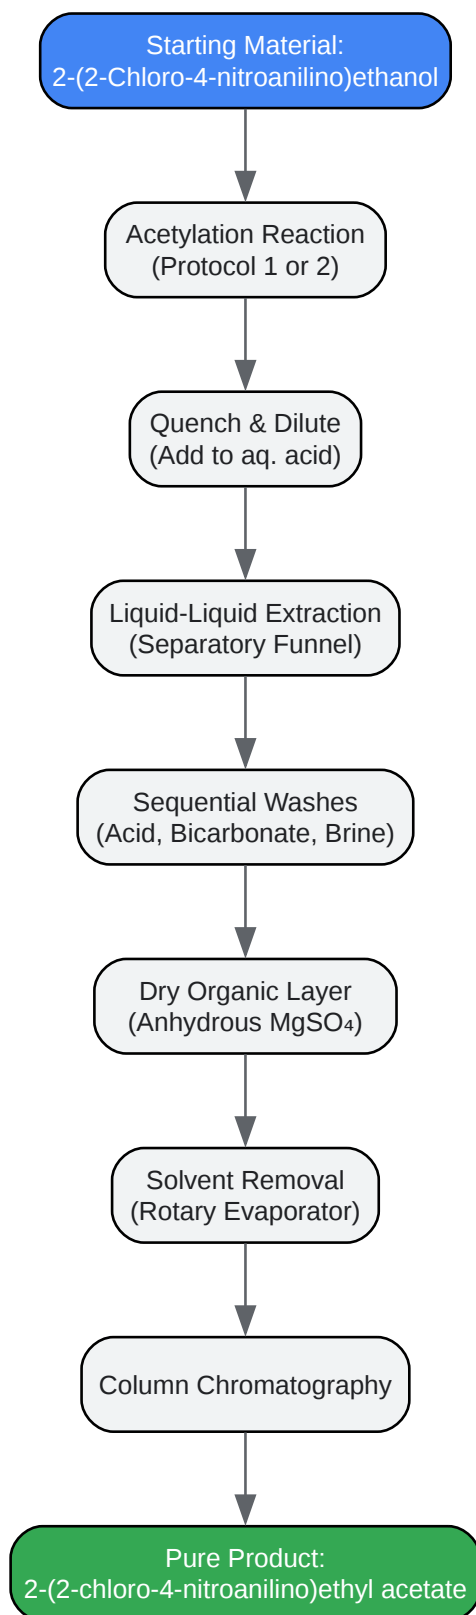 Starting Material:
2-(2-Chloro-4-nitroanilino)ethanol
Acetylation Reaction
(Protocol 1 or 2)
Quench & Dilute
(Add to aq. acid)
Liquid-Liquid Extraction
(Separatory Funnel)
Sequential Washes
(Acid, Bicarbonate, Brine)
Dry Organic Layer
(Anhydrous MgSO₄)
Solvent Removal
(Rotary Evaporator)
Column Chromatography
Pure Product:
2-(2-chloro-4-nitroanilino)ethyl acetate